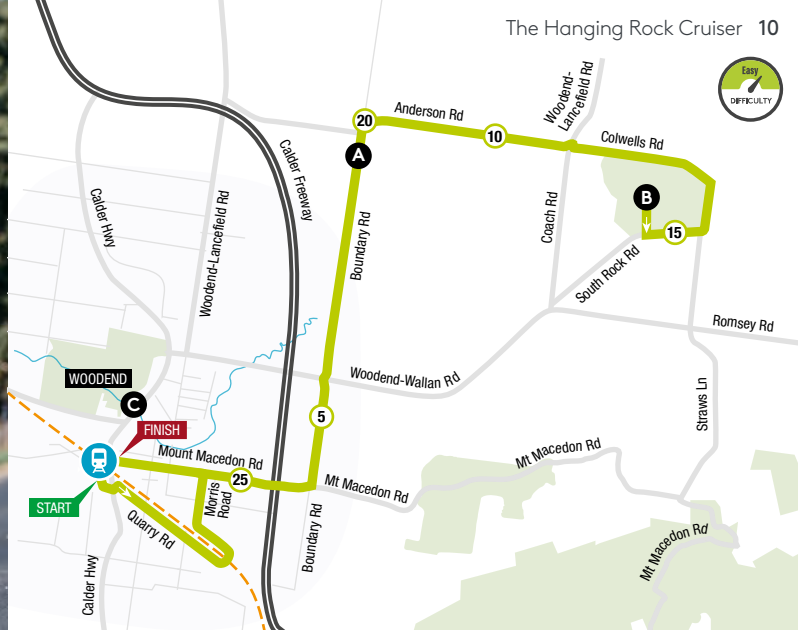 The Hanging Rock Cruiser 10
Easy
DIFFICULTY
Woodend-
Lancefield Rd
20
Anderson Rd
10
Colwells Rd
A
Calder Freeway
B
Calder Hwy
Woodend-Lancefield Rd
Boundary Rd
Coach Rd
15
South Rock Rd
Romsey Rd
Woodend-Wallan Rd
WOODEND
C
5
Straws Ln
FINISH
Mount Macedon Rd
25
Mt Macedon Rd
Mt Macedon Rd
START
Morris
Road
Quarry Rd
Boundary Rd
Mt Macedon Rd
Calder Hwy